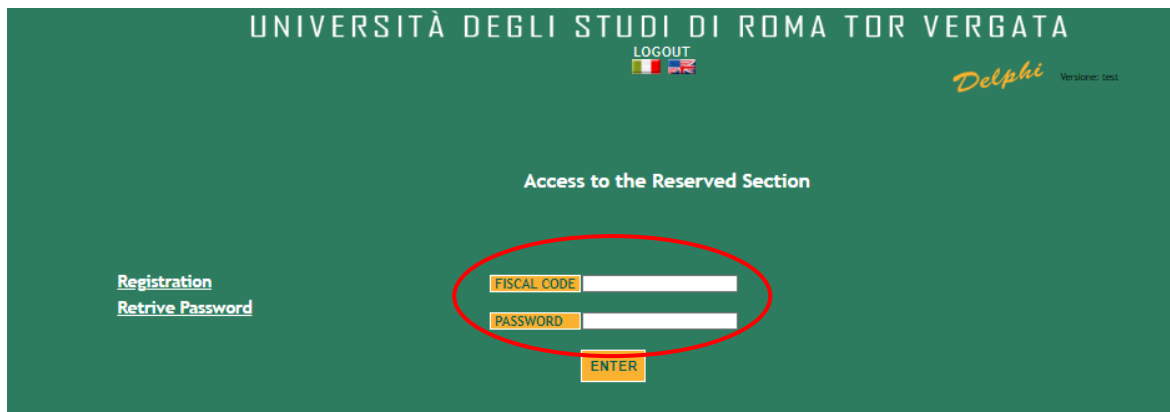 UNIVERSITÀ DEGLI STUDI DI ROMA TOR VERGATA
LOGOUT
Delphi Versione: test
Access to the Reserved Section
Registration
Retrive Password
FISCAL CODE
PASSWORD
ENTER